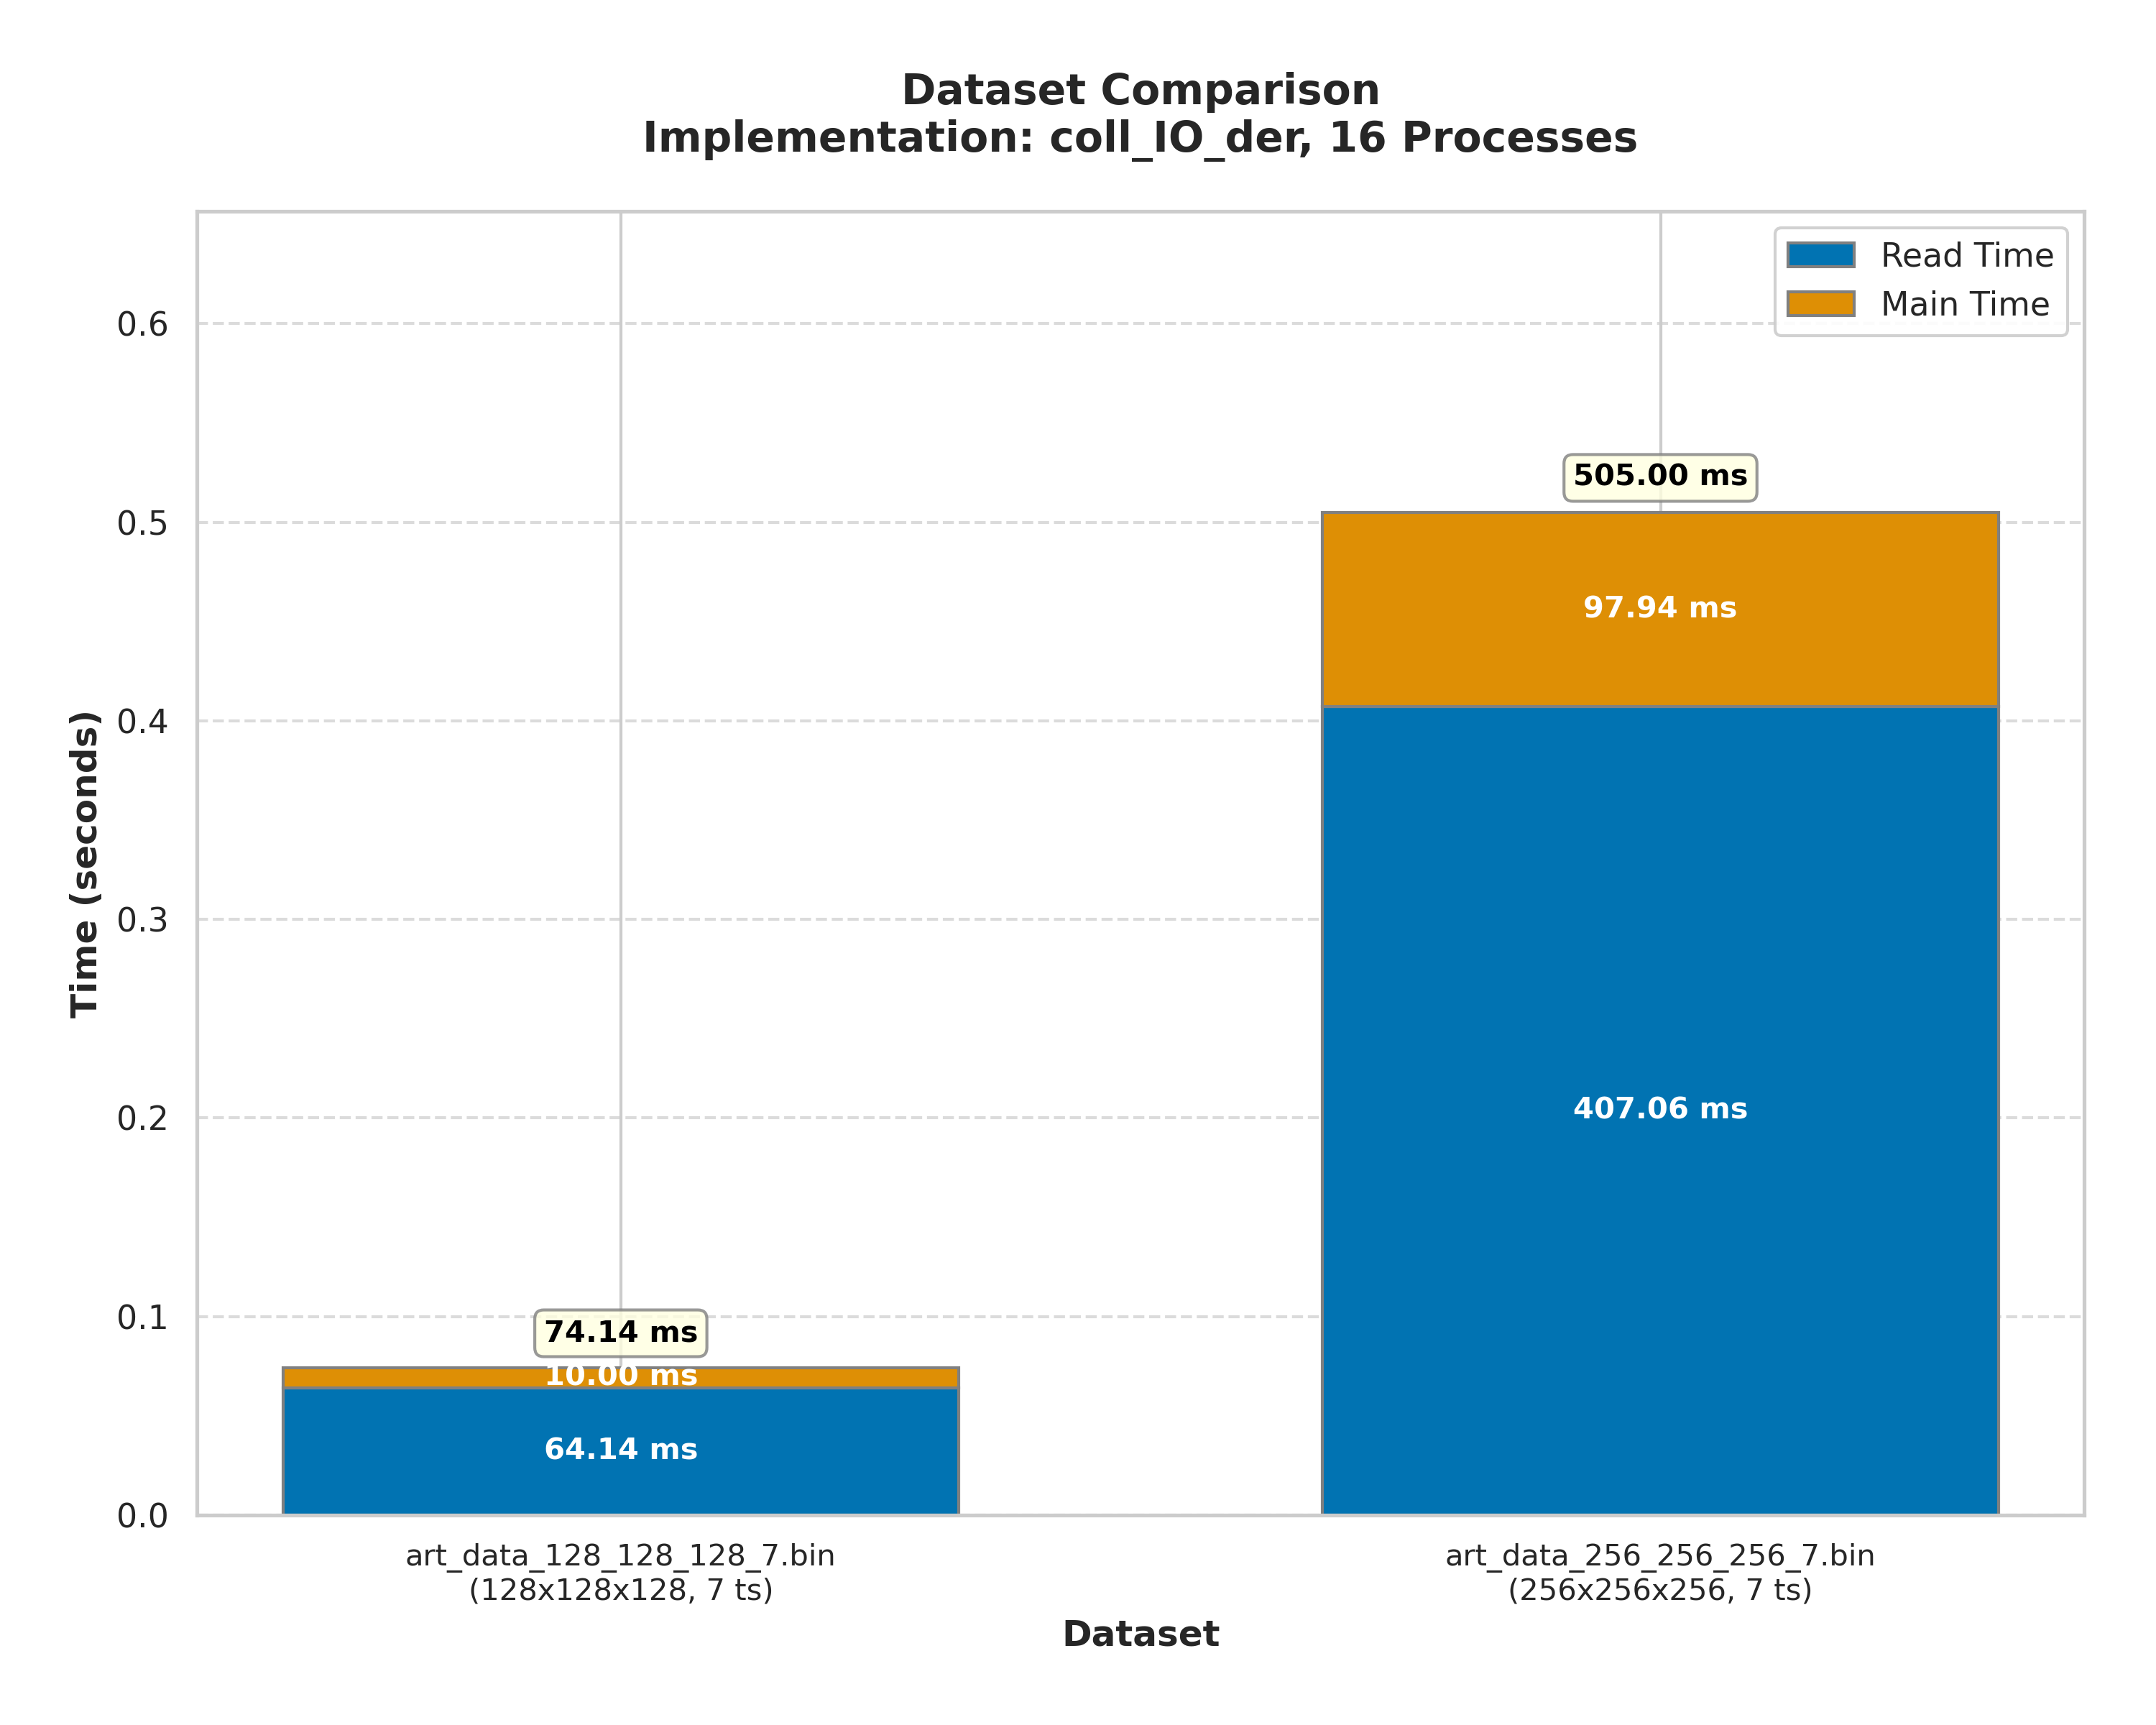 Dataset Comparison
Implementation: coll_IO_der, 16 Processes
Read Time
Main Time
Time (seconds)
0.6
0.5
0.4
0.3
0.2
0.1
0.0
505.00 ms
97.94 ms
407.06 ms
74.14 ms
10.00 ms
64.14 ms
art_data_128_128_128_7.bin
(128x128x128, 7 ts)
art_data_256_256_256_7.bin
(256x256x256, 7 ts)
Dataset